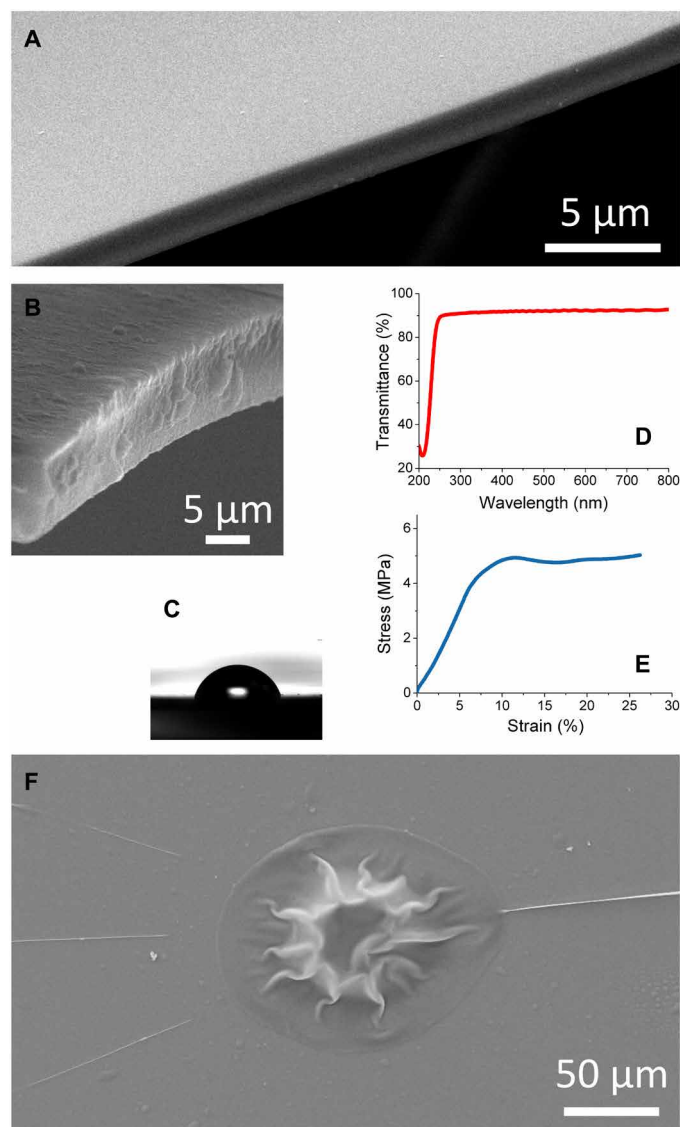 A
5 μm
B
5 μm
100
80
60
40
20
Transmittance (%)
D
200 300 400 500 600 700 800
Wavelength (nm)
C
6
4
2
0
Stress (MPa)
E
0 5 10 15 20 25 30
Strain (%)
F
50 μm